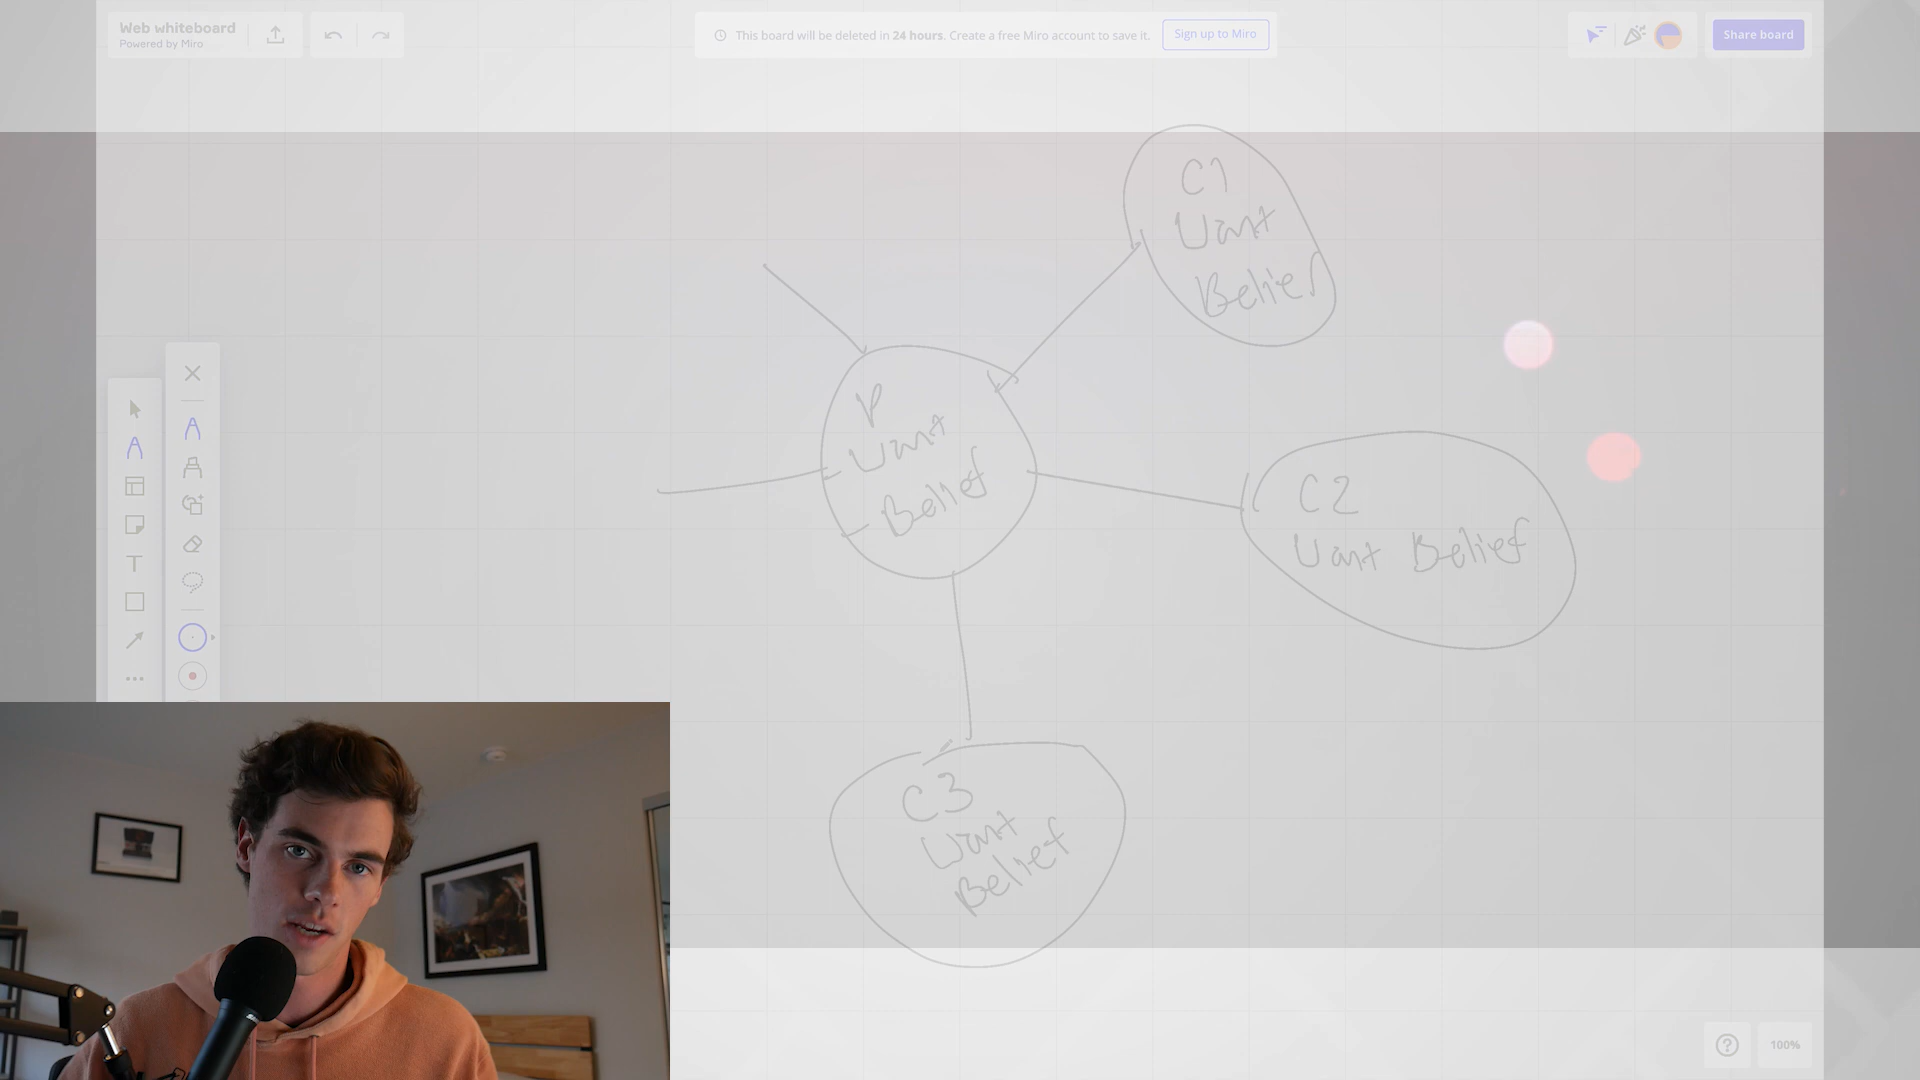 Web whiteboard
Powered by Miro
This board will be deleted in 24 hours. Create a free Miro account to save it.
Sign up to Miro
Share board
C1
Want
Belief
P
Want
Belief
C2
Want Belief
C3
Want
Belief
T
100%